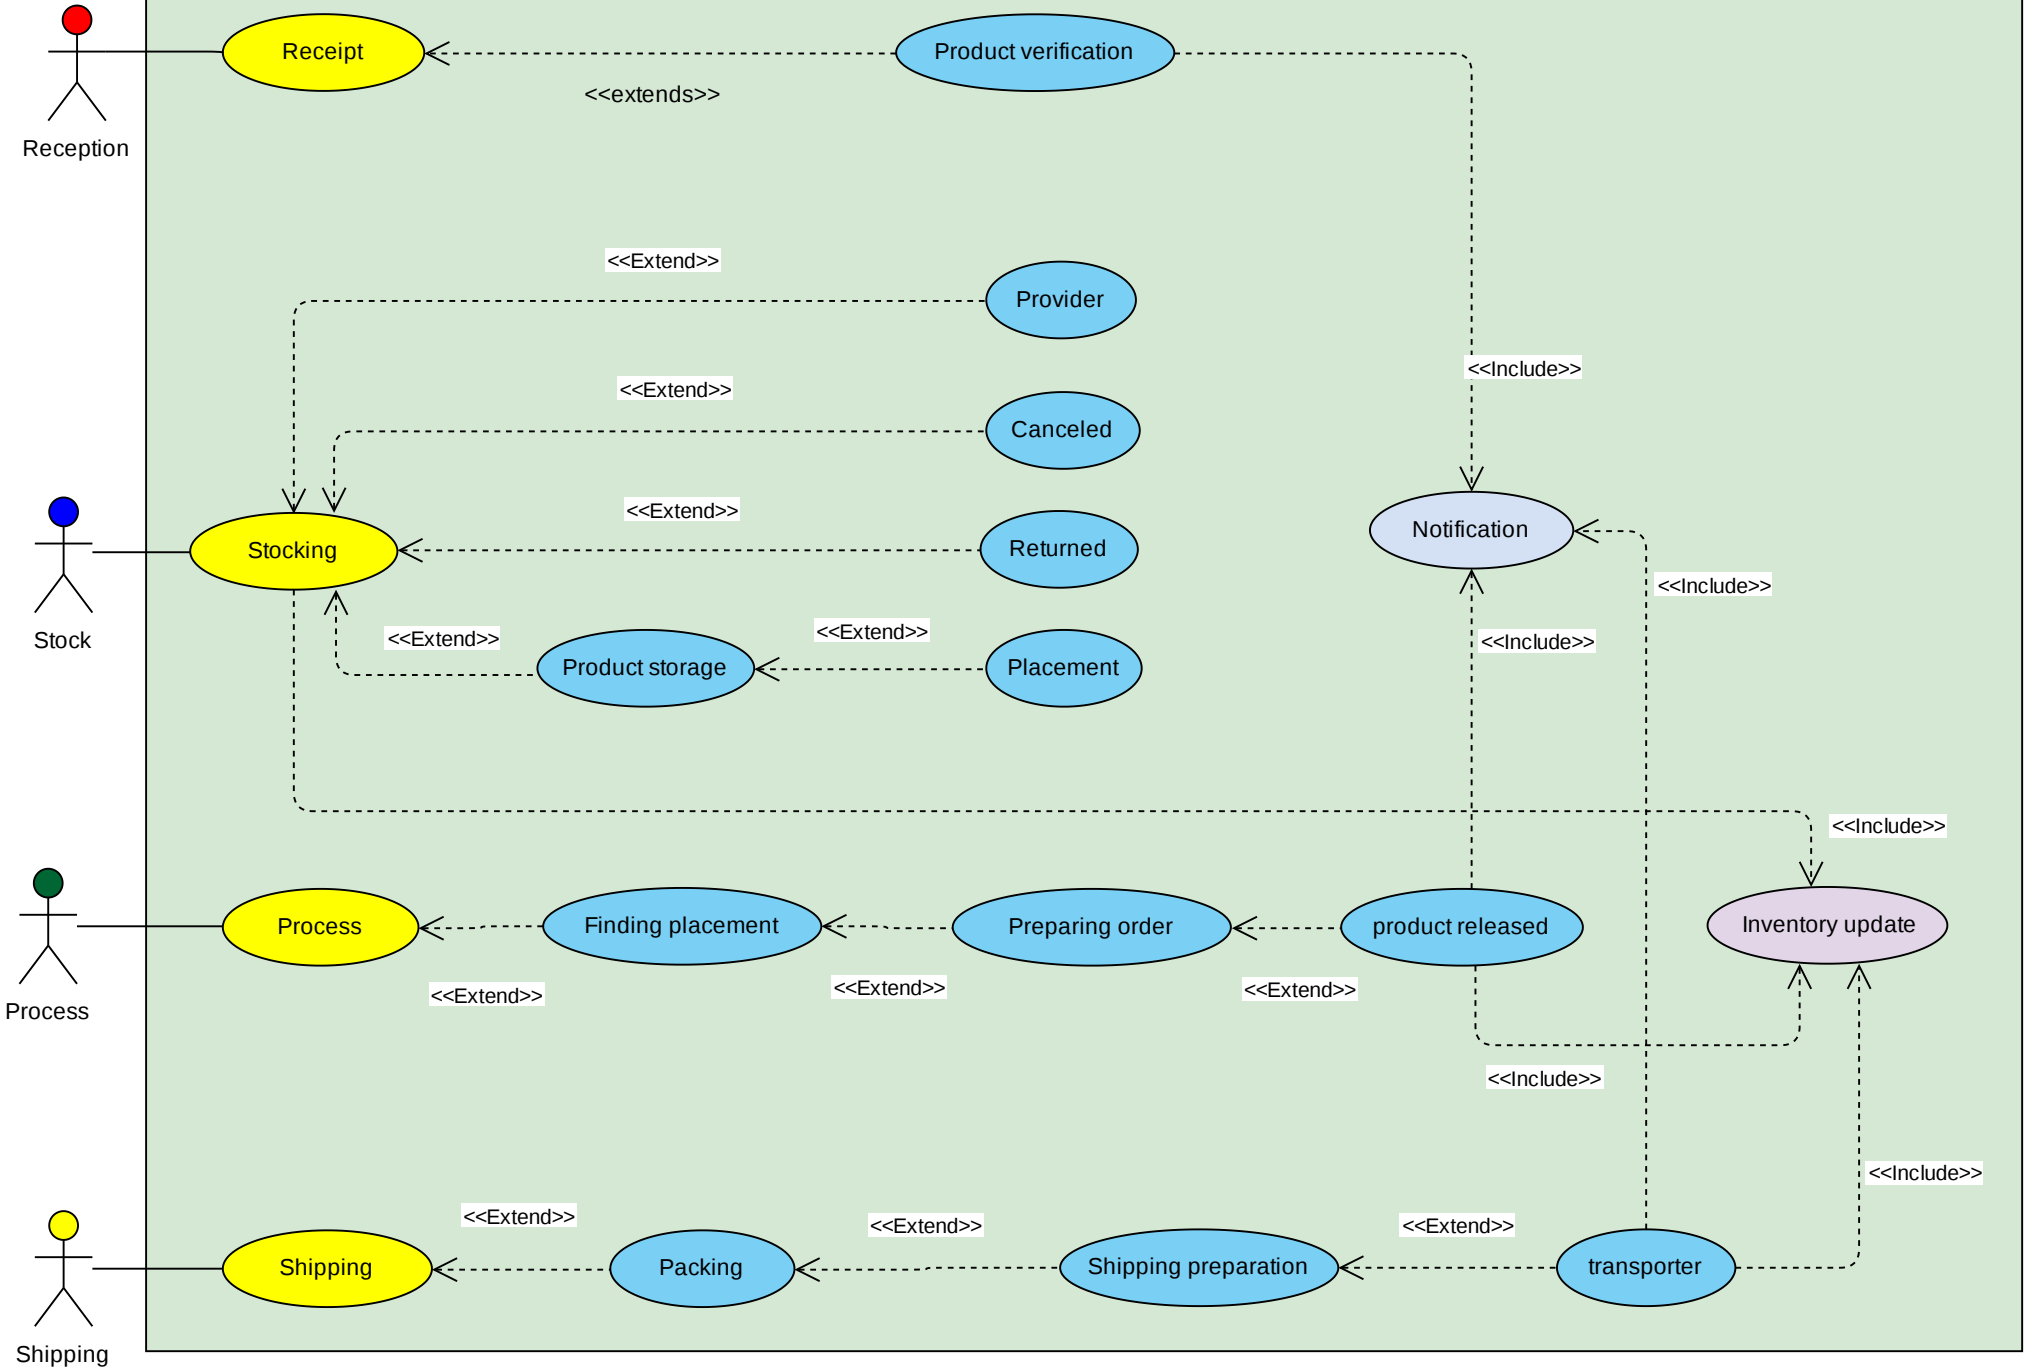 Receipt
Product verification
<<extends>>
Reception
<<Extend>>
Provider
<<Include>>
<<Extend>>
Canceled
<<Extend>>
Notification
Stocking
Returned
<<Include>>
Stock
<<Extend>>
<<Extend>>
<<Include>>
Product storage
Placement
<<Include>>
Process
Finding placement
Preparing order
product released
Inventory update
<<Extend>>
<<Extend>>
<<Extend>>
Process
<<Include>>
<<Include>>
<<Extend>>
<<Extend>>
<<Extend>>
Shipping
Packing
Shipping preparation
transporter
Shipping